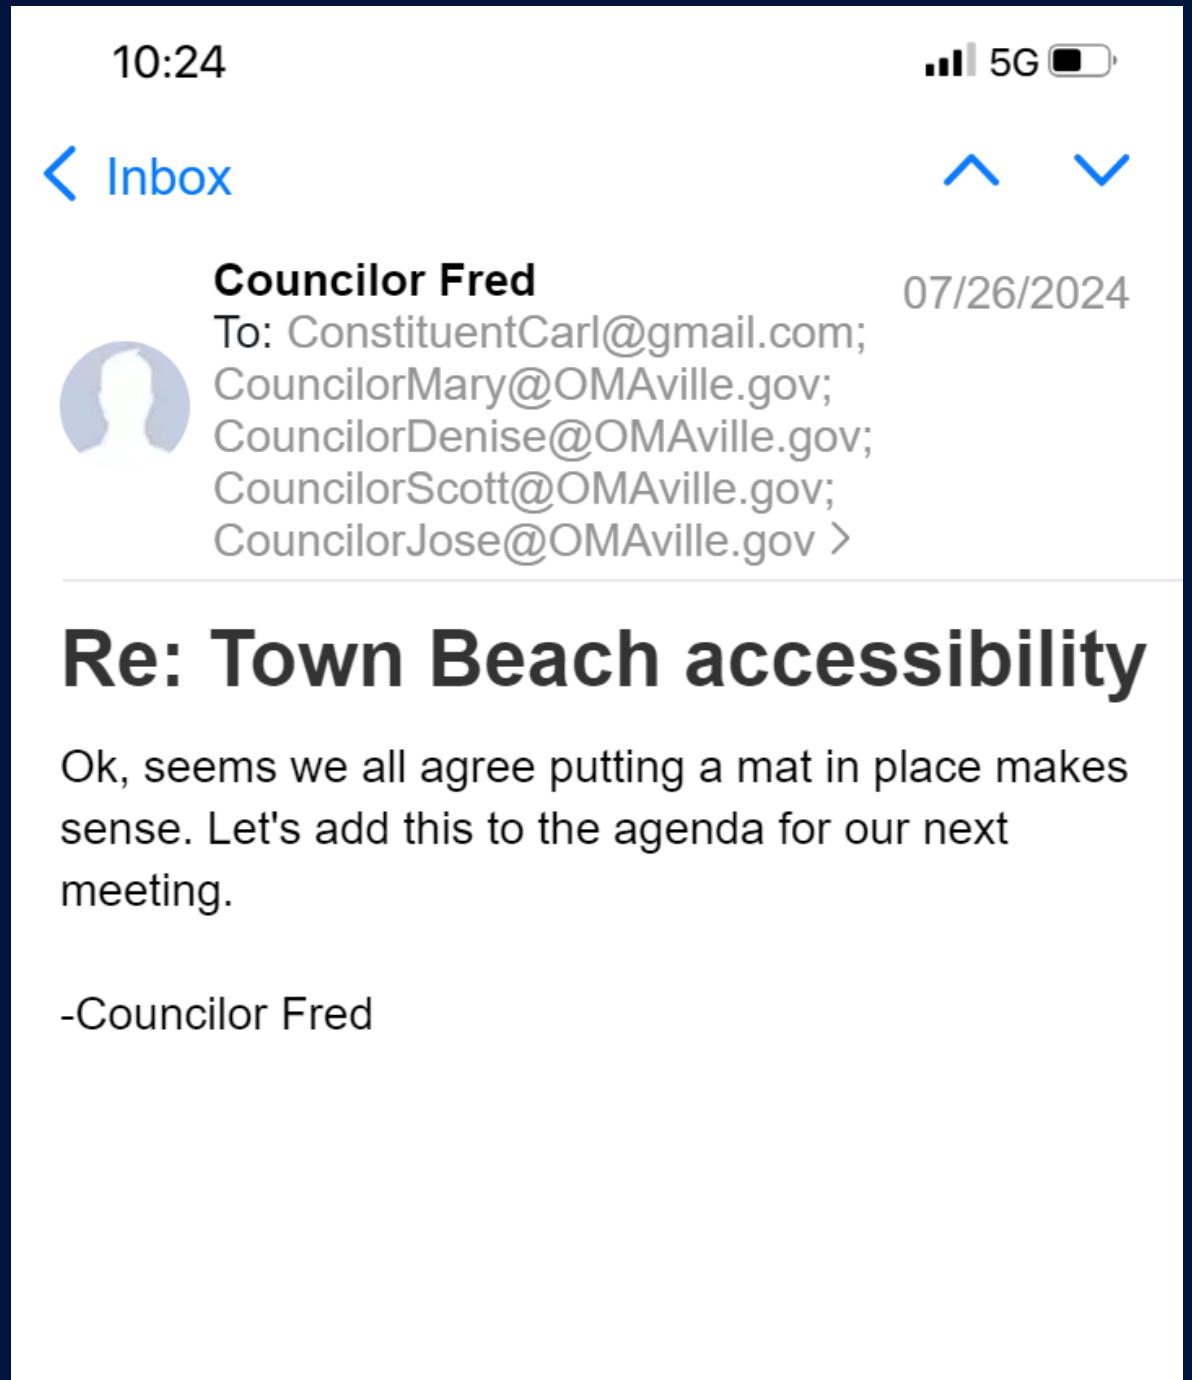 10:24 5G
Inbox
Councilor Fred 07/26/2024
To: ConstituentCarl@gmail.com;
CouncilorMary@OMAville.gov;
CouncilorDenise@OMAville.gov;
CouncilorScott@OMAville.gov;
CouncilorJose@OMAville.gov
Re: Town Beach accessibility
Ok, seems we all agree putting a mat in place makes
sense. Let's add this to the agenda for our next
meeting.
-Councilor Fred